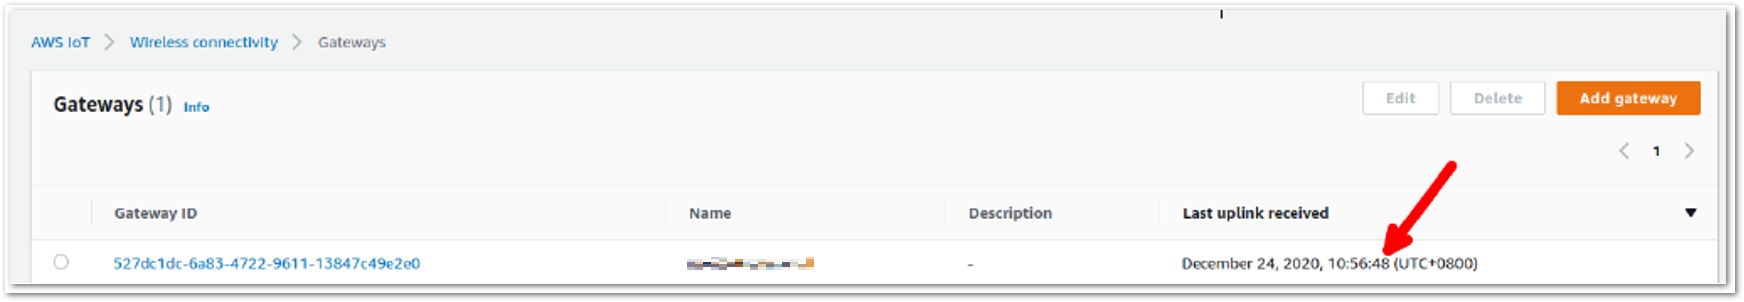 AWS IoT > Wireless connectivity > Gateways
Gateways (1) Info
Edit Delete Add gateway
< 1 >
Gateway ID Name Description Last uplink received
527dc1dc-6a83-4722-9611-13847c49e2e0 - December 24, 2020, 10:56:48 (UTC+0800)